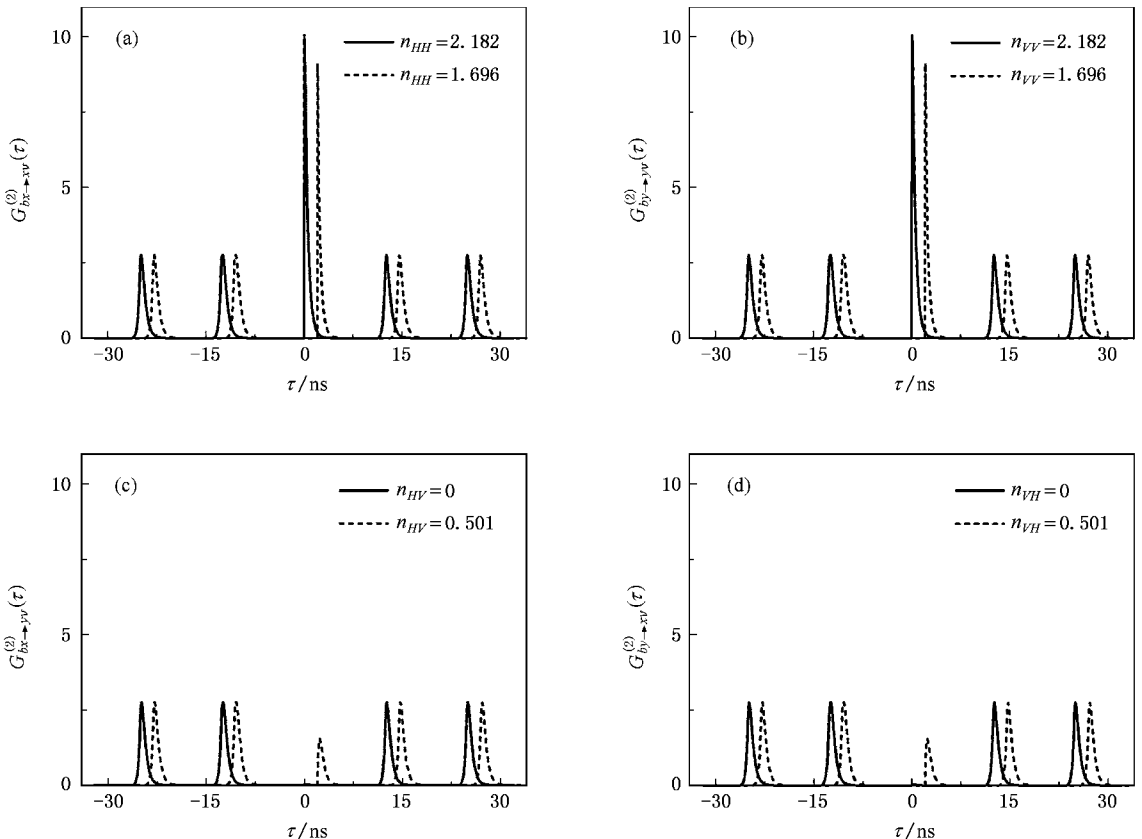 (a)
n_HH=2.182
n_HH=1.696
10
5
0
G^(2)_bx→xv(τ)
−30 −15 0 15 30
τ/ns
(b)
n_VV=2.182
n_VV=1.696
10
5
0
G^(2)_by→yv(τ)
−30 −15 0 15 30
τ/ns
(c)
n_HV=0
n_HV=0.501
10
5
0
G^(2)_bx→yv(τ)
−30 −15 0 15 30
τ/ns
(d)
n_VH=0
n_VH=0.501
10
5
0
G^(2)_by→xv(τ)
−30 −15 0 15 30
τ/ns